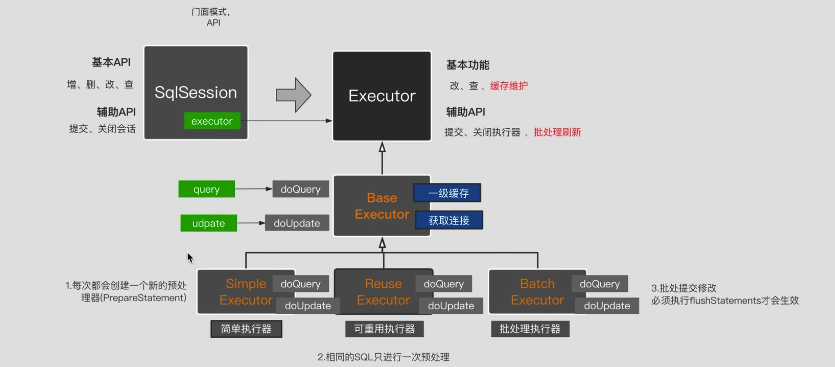 门面模式,
API
基本API
增、删、改、查
辅助API
提交、关闭会话
SqlSession
executor
Executor
基本功能
改、查 、缓存维护
辅助API
提交、关闭执行器 、批处理刷新
query
doQuery
udpate
doUpdate
Base
Executor
一级缓存
获取连接
1.每次都会创建一个新的预处
理器(PrepareStatement)
Simple
Executor
doQuery
doUpdate
简单执行器
Reuse
Executor
doQuery
doUpdate
可重用执行器
Batch
Executor
doQuery
doUpdate
批处理执行器
3.批处提交修改
必须执行flushStatements才会生效
2.相同的SQL只进行一次预处理